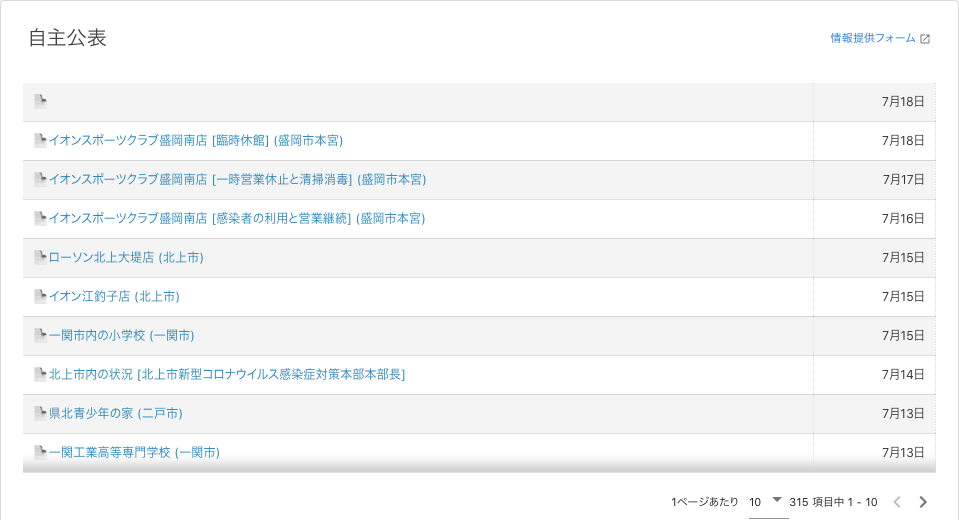 自主公表
情報提供フォーム
7月18日
イオンスポーツクラブ盛岡南店 [臨時休館] (盛岡市本宮) 7月18日
イオンスポーツクラブ盛岡南店 [一時営業休止と清掃消毒] (盛岡市本宮) 7月17日
イオンスポーツクラブ盛岡南店 [感染者の利用と営業継続] (盛岡市本宮) 7月16日
ローソン北上大堤店 (北上市) 7月15日
イオン江釣子店 (北上市) 7月15日
一関市内の小学校 (一関市) 7月15日
北上市内の状況 [北上市新型コロナウイルス感染症対策本部本部長] 7月14日
県北青少年の家 (二戸市) 7月13日
一関工業高等専門学校 (一関市) 7月13日
1ページあたり 10 315 項目中 1 - 10